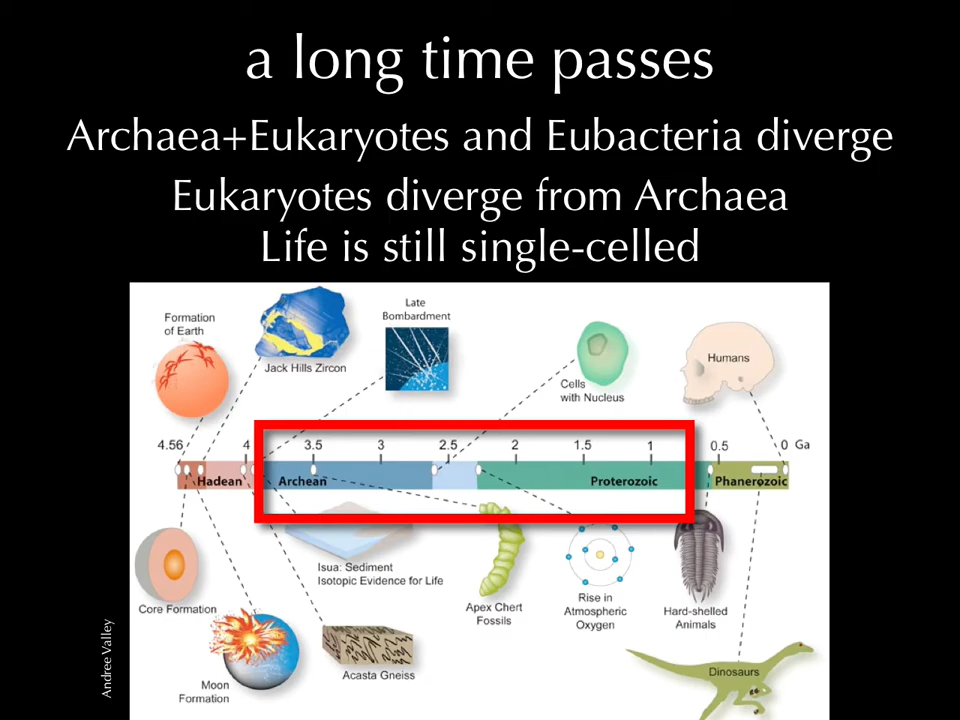 a long time passes
Archaea+Eukaryotes and Eubacteria diverge
Eukaryotes diverge from Archaea
Life is still single-celled
Formation
of Earth
Jack Hills Zircon
Late
Bombardment
Cells
with Nucleus
Humans
4.56 4 3.5 3 2.5 2 1.5 1 0.5 0 Ga
Hadean Archean Proterozoic Phanerozoic
Core Formation
Isua: Sediment
Isotopic Evidence for Life
Apex Chert
Fossils
Rise in
Atmospheric
Oxygen
Hard-shelled
Animals
Moon
Formation
Acasta Gneiss
Dinosaurs
Andree Valley